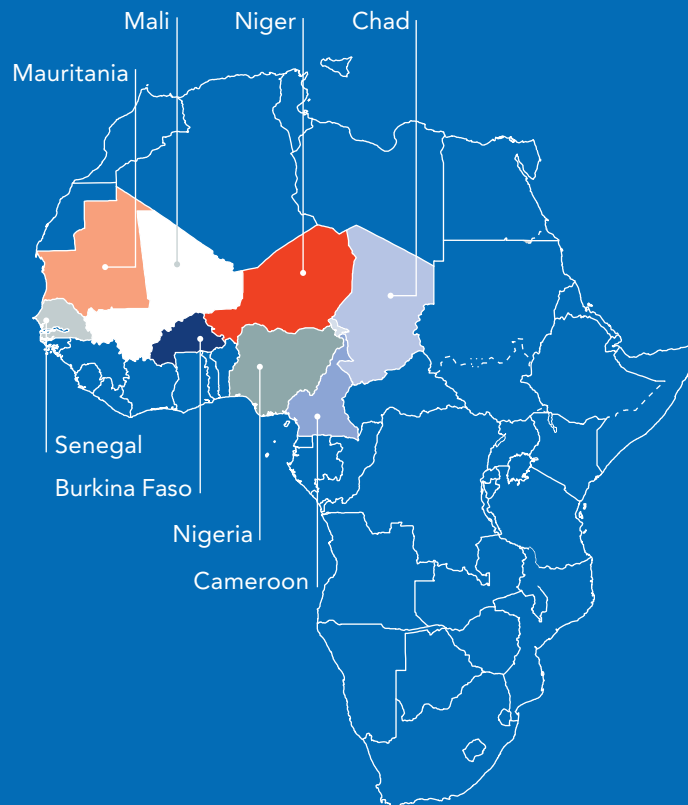 Mali
Niger
Chad
Mauritania
Senegal
Burkina Faso
Nigeria
Cameroon